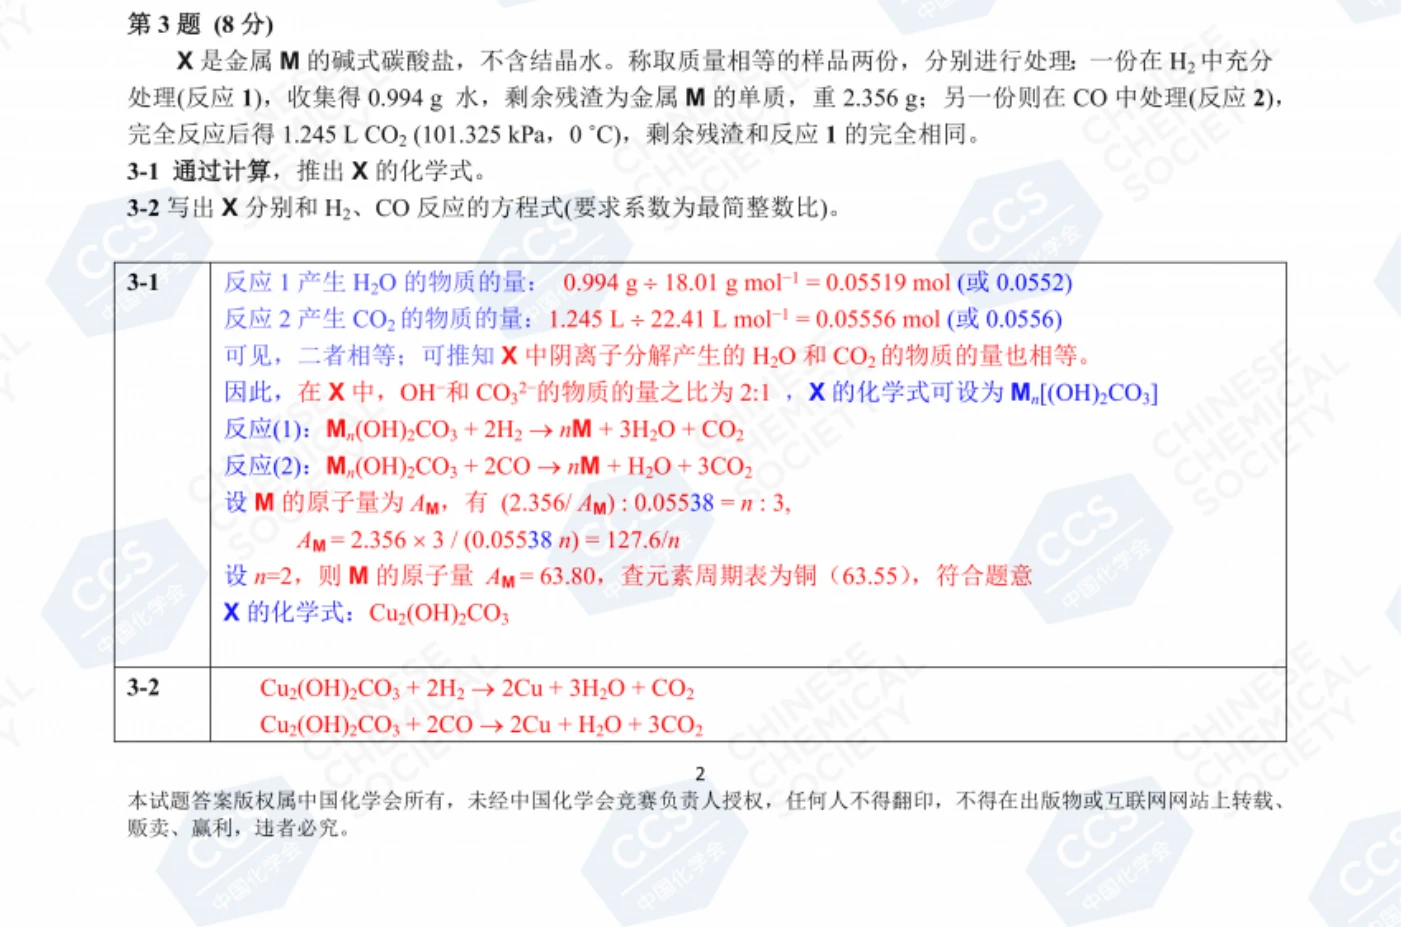 第 3 题 (8 分)
X 是金属 M 的碱式碳酸盐，不含结晶水。称取质量相等的样品两份，分别进行处理: 一份在 H₂ 中充分
处理(反应 1)，收集得 0.994 g 水，剩余残渣为金属 M 的单质，重 2.356 g；另一份则在 CO 中处理(反应 2)，
完全反应后得 1.245 L CO₂ (101.325 kPa，0 °C)，剩余残渣和反应 1 的完全相同。
3-1 通过计算，推出 X 的化学式。
3-2 写出 X 分别和 H₂、CO 反应的方程式(要求系数为最简整数比)。
3-1
反应 1 产生 H₂O 的物质的量： 0.994 g ÷ 18.01 g mol⁻¹ = 0.05519 mol (或 0.0552)
反应 2 产生 CO₂ 的物质的量：1.245 L ÷ 22.41 L mol⁻¹ = 0.05556 mol (或 0.0556)
可见，二者相等；可推知 X 中阴离子分解产生的 H₂O 和 CO₂ 的物质的量也相等。
因此，在 X 中，OH⁻和 CO₃²⁻的物质的量之比为 2:1 ，X 的化学式可设为 Mₙ[(OH)₂CO₃]
反应(1)：Mₙ(OH)₂CO₃ + 2H₂ → nM + 3H₂O + CO₂
反应(2)：Mₙ(OH)₂CO₃ + 2CO → nM + H₂O + 3CO₂
设 M 的原子量为 A_M，有 (2.356/ A_M) : 0.05538 = n : 3,
A_M = 2.356 × 3 / (0.05538 n) = 127.6/n
设 n=2，则 M 的原子量 A_M = 63.80，查元素周期表为铜（63.55），符合题意
X 的化学式：Cu₂(OH)₂CO₃
3-2
Cu₂(OH)₂CO₃ + 2H₂ → 2Cu + 3H₂O + CO₂
Cu₂(OH)₂CO₃ + 2CO → 2Cu + H₂O + 3CO₂
2
本试题答案版权属中国化学会所有，未经中国化学会竞赛负责人授权，任何人不得翻印，不得在出版物或互联网网站上转载、
贩卖、赢利，违者必究。
CCS
中国化学会
CHINESE
CHEMICAL
SOCIETY